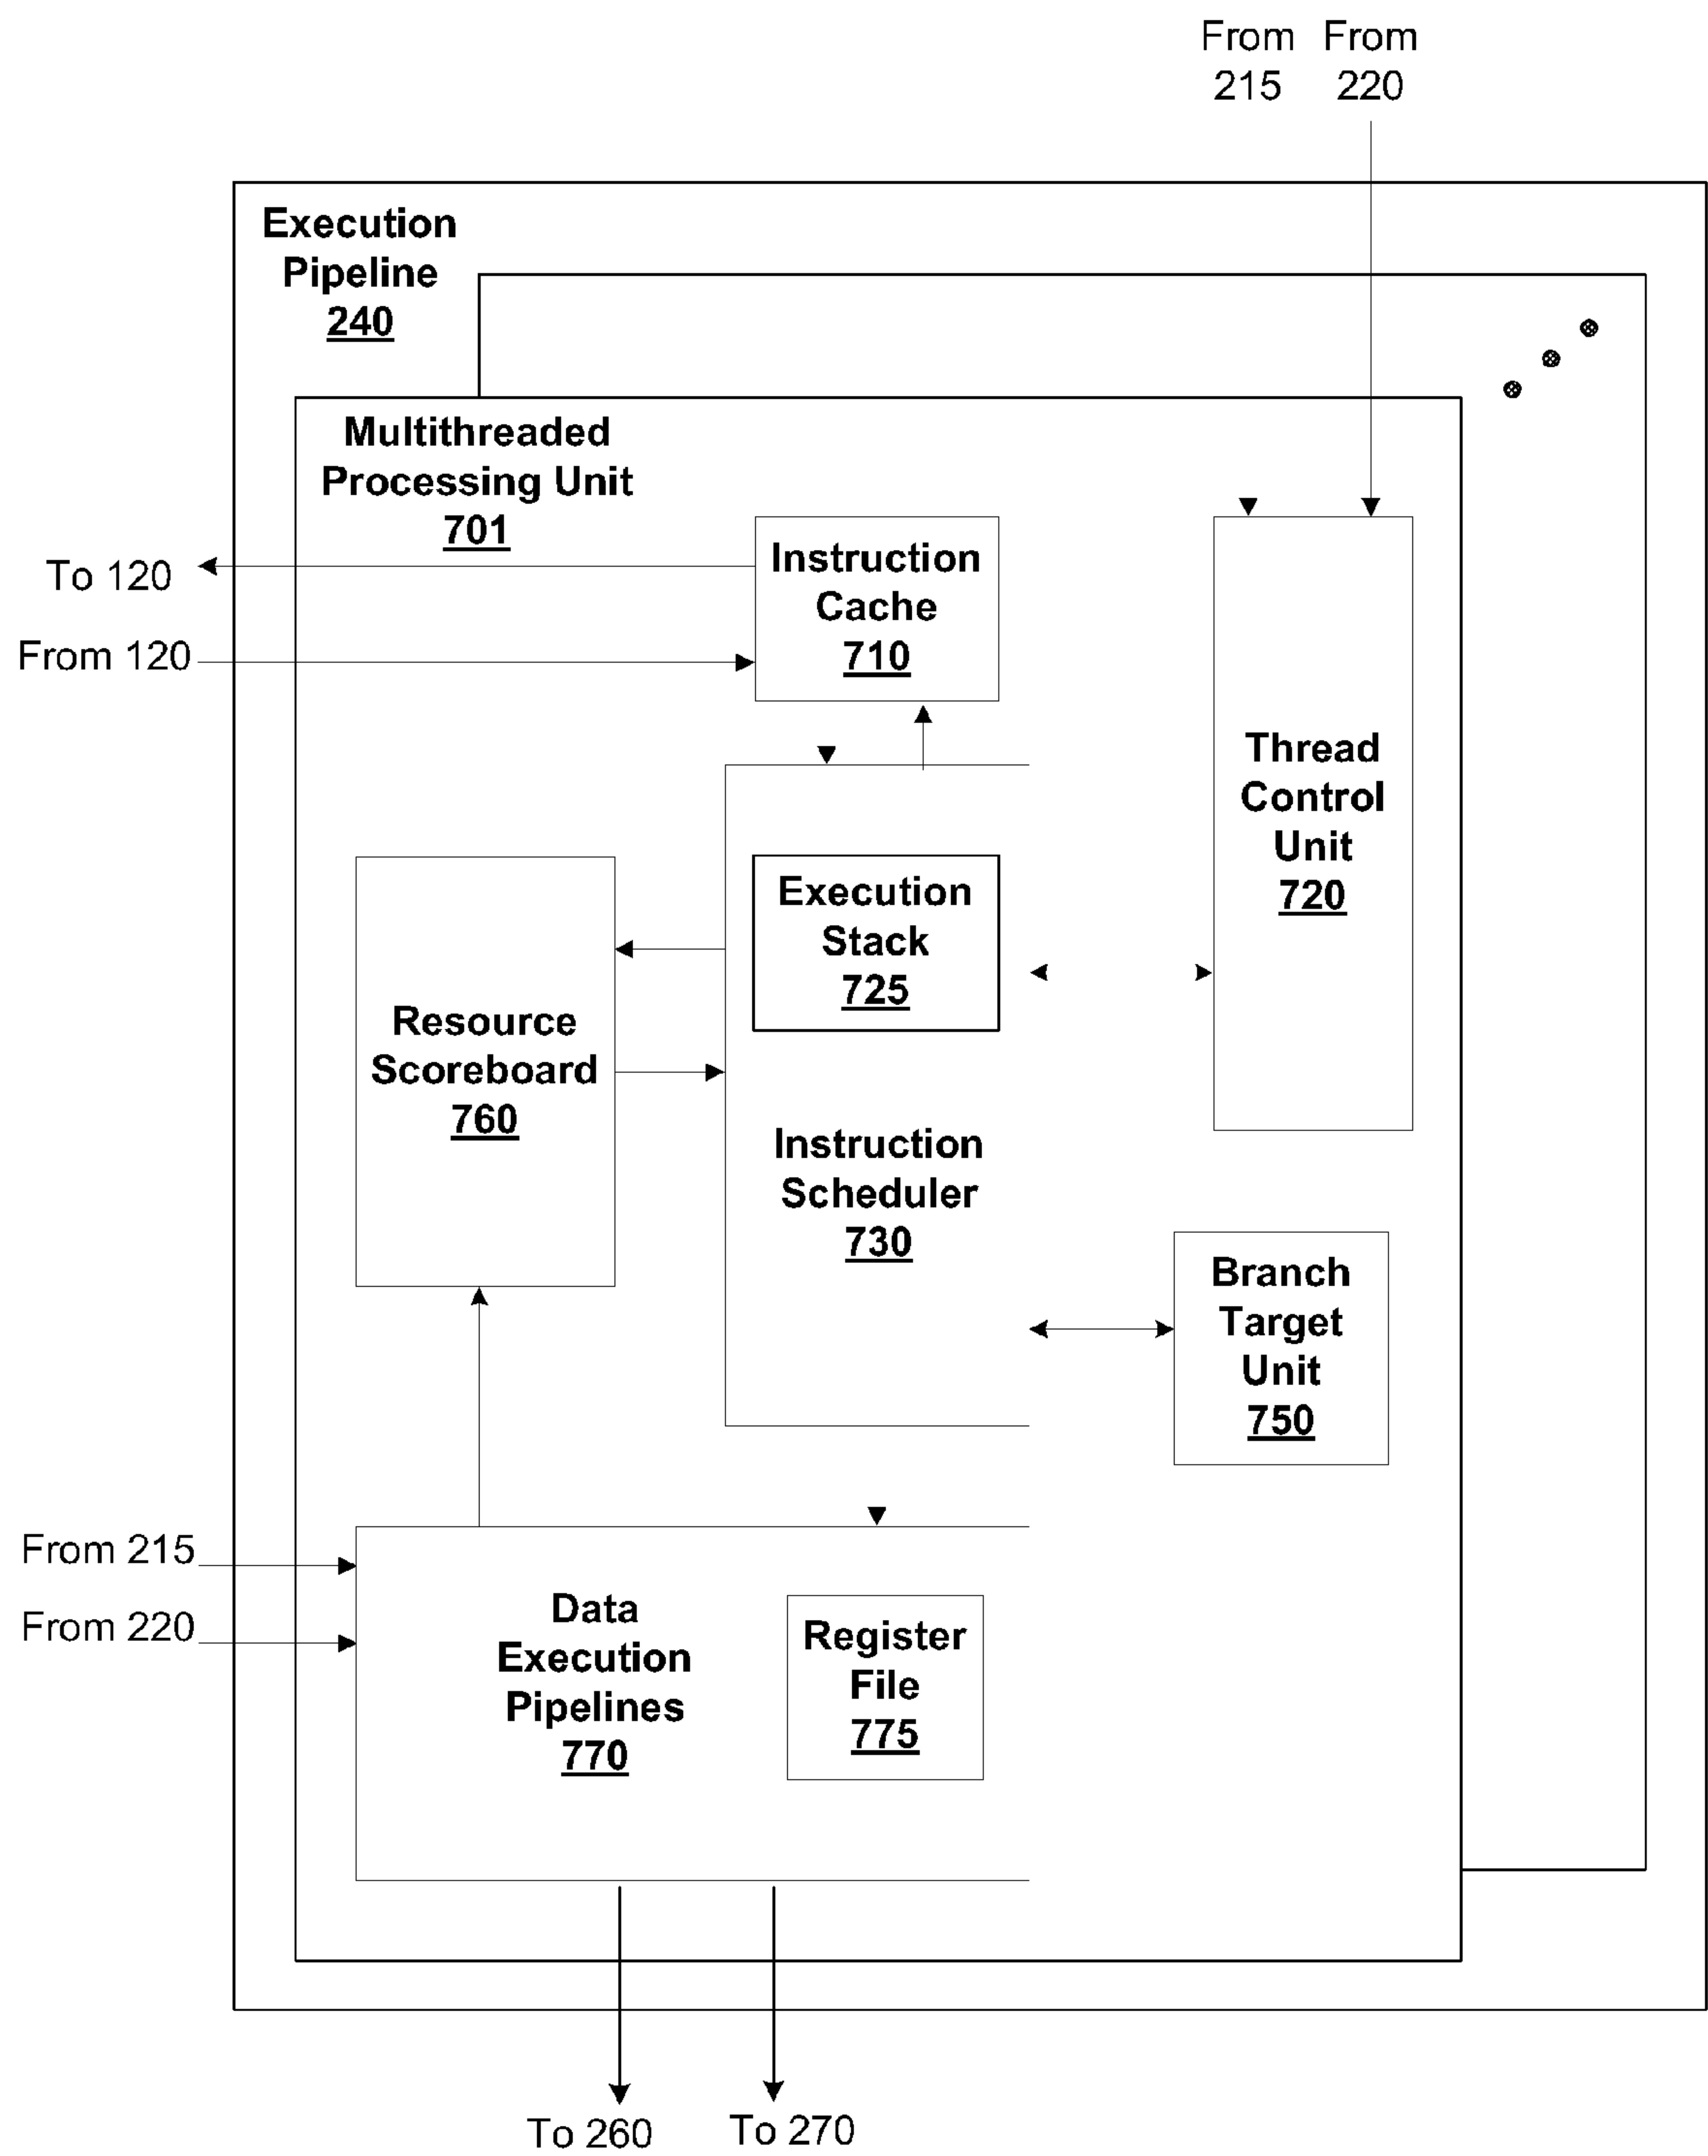 From From
215 220
Execution
Pipeline
240
Multithreaded
Processing Unit
701
To 120
From 120
Instruction
Cache
710
Thread
Control
Unit
720
Execution
Stack
725
Resource
Scoreboard
760
Instruction
Scheduler
730
Branch
Target
Unit
750
From 215
From 220
Data
Execution
Pipelines
770
Register
File
775
To 260
To 270